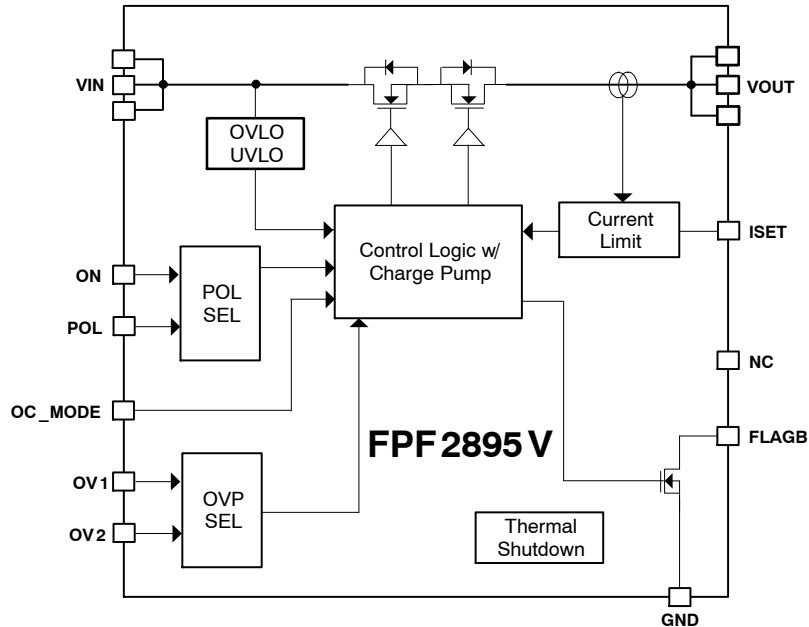 VIN
VOUT
OVLO
UVLO
Control Logic w/
Charge Pump
Current
Limit
ISET
ON
POL
SEL
POL
NC
OC_MODE
FPF2895V
FLAGB
OV1
OVP
SEL
OV2
Thermal
Shutdown
GND